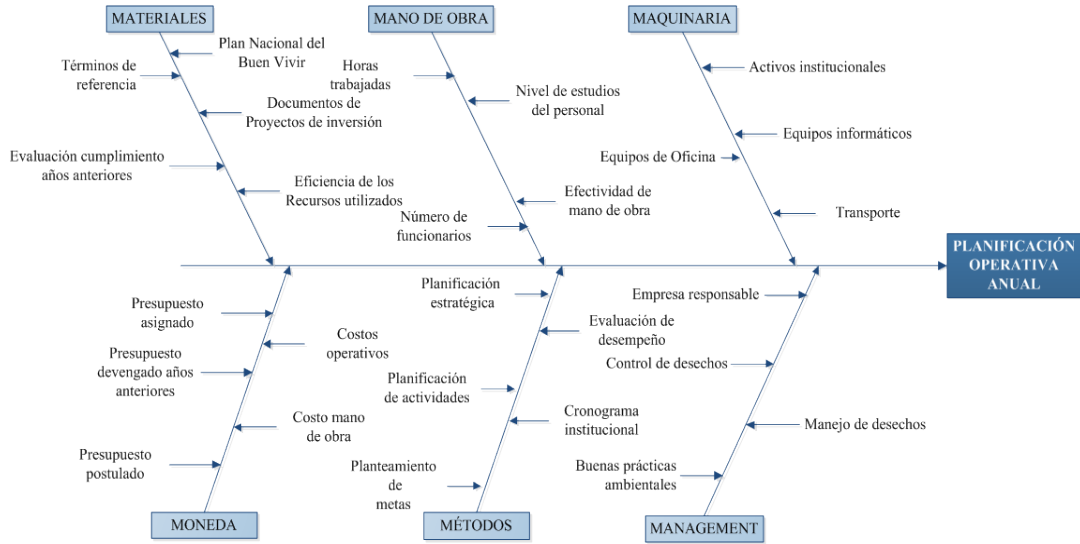 MATERIALES
MANO DE OBRA
MAQUINARIA
Plan Nacional del
Buen Vivir
Términos de
referencia
Documentos de
Proyectos de inversión
Evaluación cumplimiento
años anteriores
Eficiencia de los
Recursos utilizados
Horas
trabajadas
Nivel de estudios
del personal
Efectividad de
mano de obra
Número de
funcionarios
Activos institucionales
Equipos informáticos
Equipos de Oficina
Transporte
PLANIFICACIÓN
OPERATIVA
ANUAL
Presupuesto
asignado
Costos
operativos
Presupuesto
devengado años
anteriores
Costo mano
de obra
Presupuesto
postulado
Planificación
estratégica
Evaluación de
desempeño
Planificación
de actividades
Cronograma
institucional
Planteamiento
de
metas
Empresa responsable
Control de desechos
Manejo de desechos
Buenas prácticas
ambientales
MONEDA
MÉTODOS
MANAGEMENT